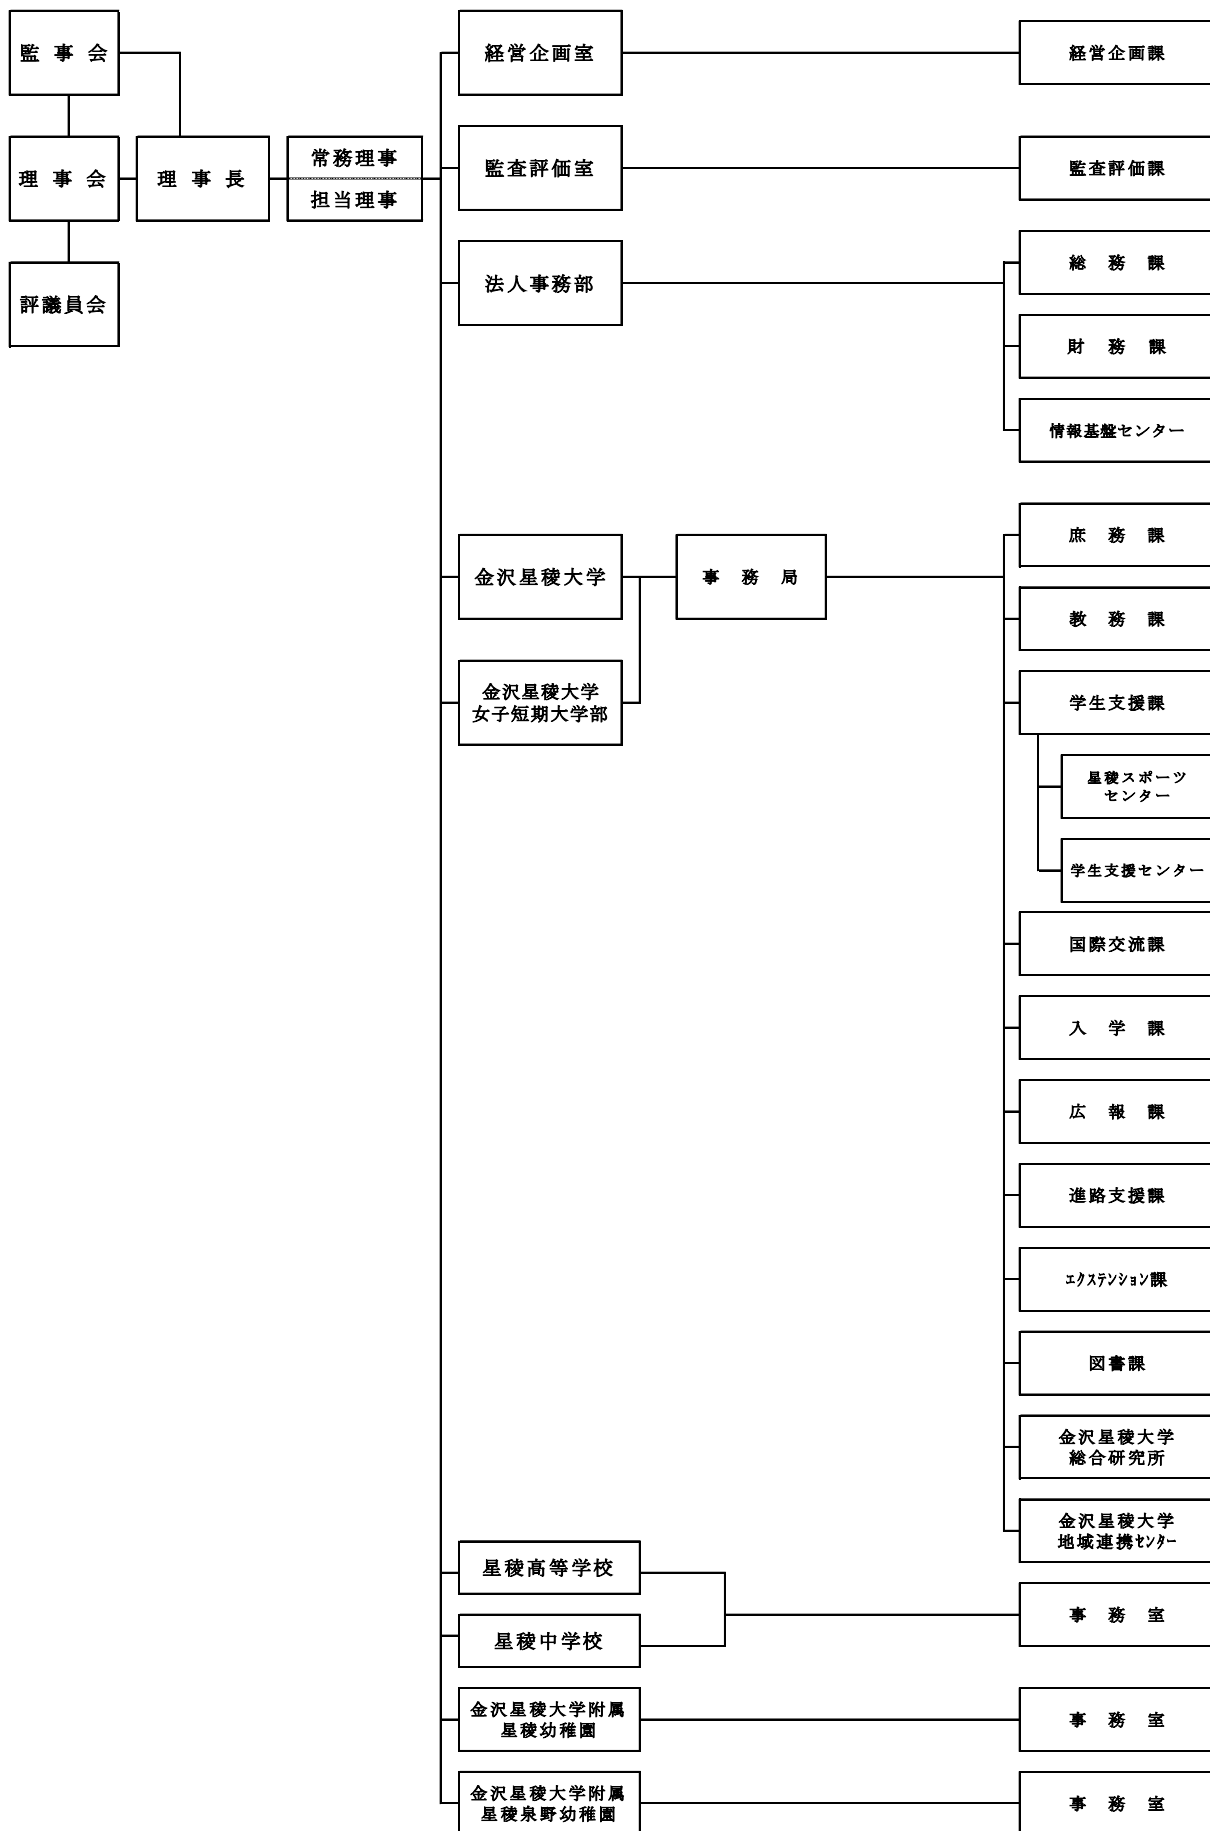 監事会
理事会
評議員会
理事長
常務理事
担当理事
経営企画室
経営企画課
監査評価室
監査評価課
法人事務部
総務課
財務課
情報基盤センター
金沢星稜大学
金沢星稜大学
女子短期大学部
事務局
庶務課
教務課
学生支援課
星稜スポーツ
センター
学生支援センター
国際交流課
入学課
広報課
進路支援課
ｴｸｽﾃﾝｼｮﾝ課
図書課
金沢星稜大学
総合研究所
金沢星稜大学
地域連携ｾﾝﾀｰ
星稜高等学校
星稜中学校
事務室
金沢星稜大学附属
星稜幼稚園
事務室
金沢星稜大学附属
星稜泉野幼稚園
事務室